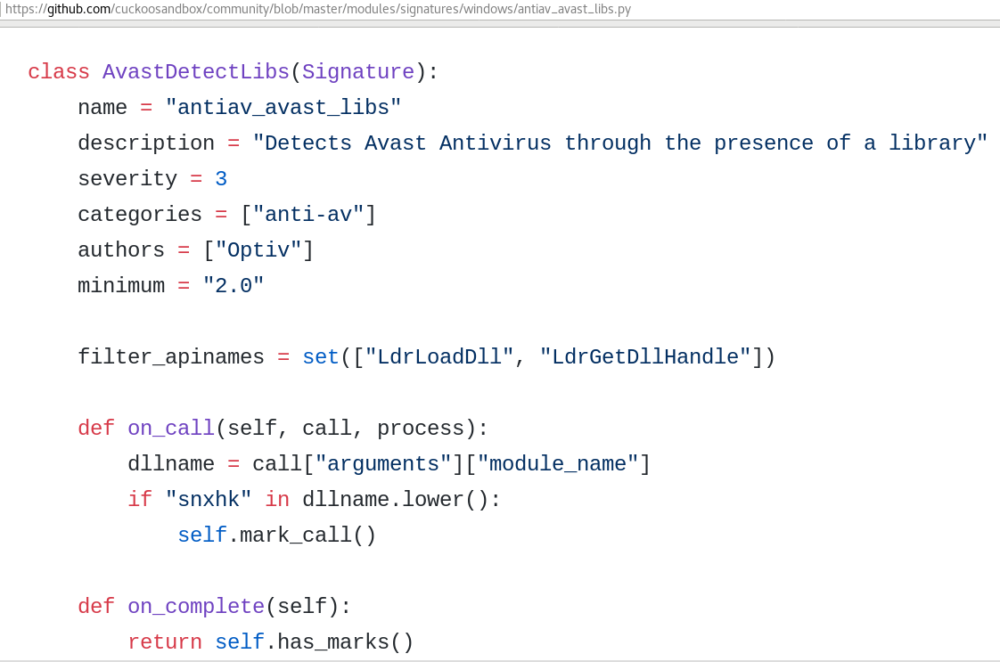 https://github.com/cuckoosandbox/community/blob/master/modules/signatures/windows/antiav_avast_libs.py
class AvastDetectLibs(Signature):
    name = "antiav_avast_libs"
    description = "Detects Avast Antivirus through the presence of a library"
    severity = 3
    categories = ["anti-av"]
    authors = ["Optiv"]
    minimum = "2.0"
    filter_apinames = set(["LdrLoadDll", "LdrGetDllHandle"])
    def on_call(self, call, process):
        dllname = call["arguments"]["module_name"]
        if "snxhk" in dllname.lower():
            self.mark_call()
    def on_complete(self):
        return self.has_marks()